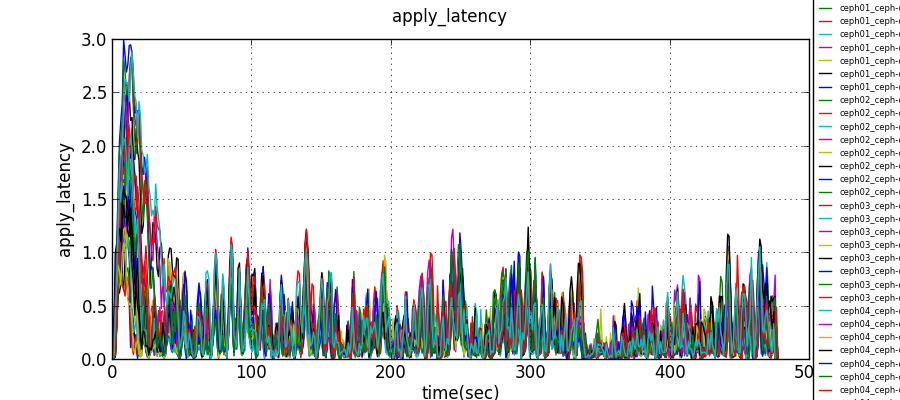 apply_latency
3.0
2.5
2.0
1.5
1.0
0.5
0.0
apply_latency
0
100
200
300
400
50
time(sec)
ceph01_ceph-
ceph01_ceph-
ceph01_ceph-
ceph01_ceph-
ceph01_ceph-
ceph01_ceph-
ceph01_ceph-
ceph02_ceph-
ceph02_ceph-
ceph02_ceph-
ceph02_ceph-
ceph02_ceph-
ceph02_ceph-
ceph02_ceph-
ceph02_ceph-
ceph03_ceph-
ceph03_ceph-
ceph03_ceph-
ceph03_ceph-
ceph03_ceph-
ceph03_ceph-
ceph03_ceph-
ceph03_ceph-
ceph04_ceph-
ceph04_ceph-
ceph04_ceph-
ceph04_ceph-
ceph04_ceph-
ceph04_ceph-
ceph04_ceph-